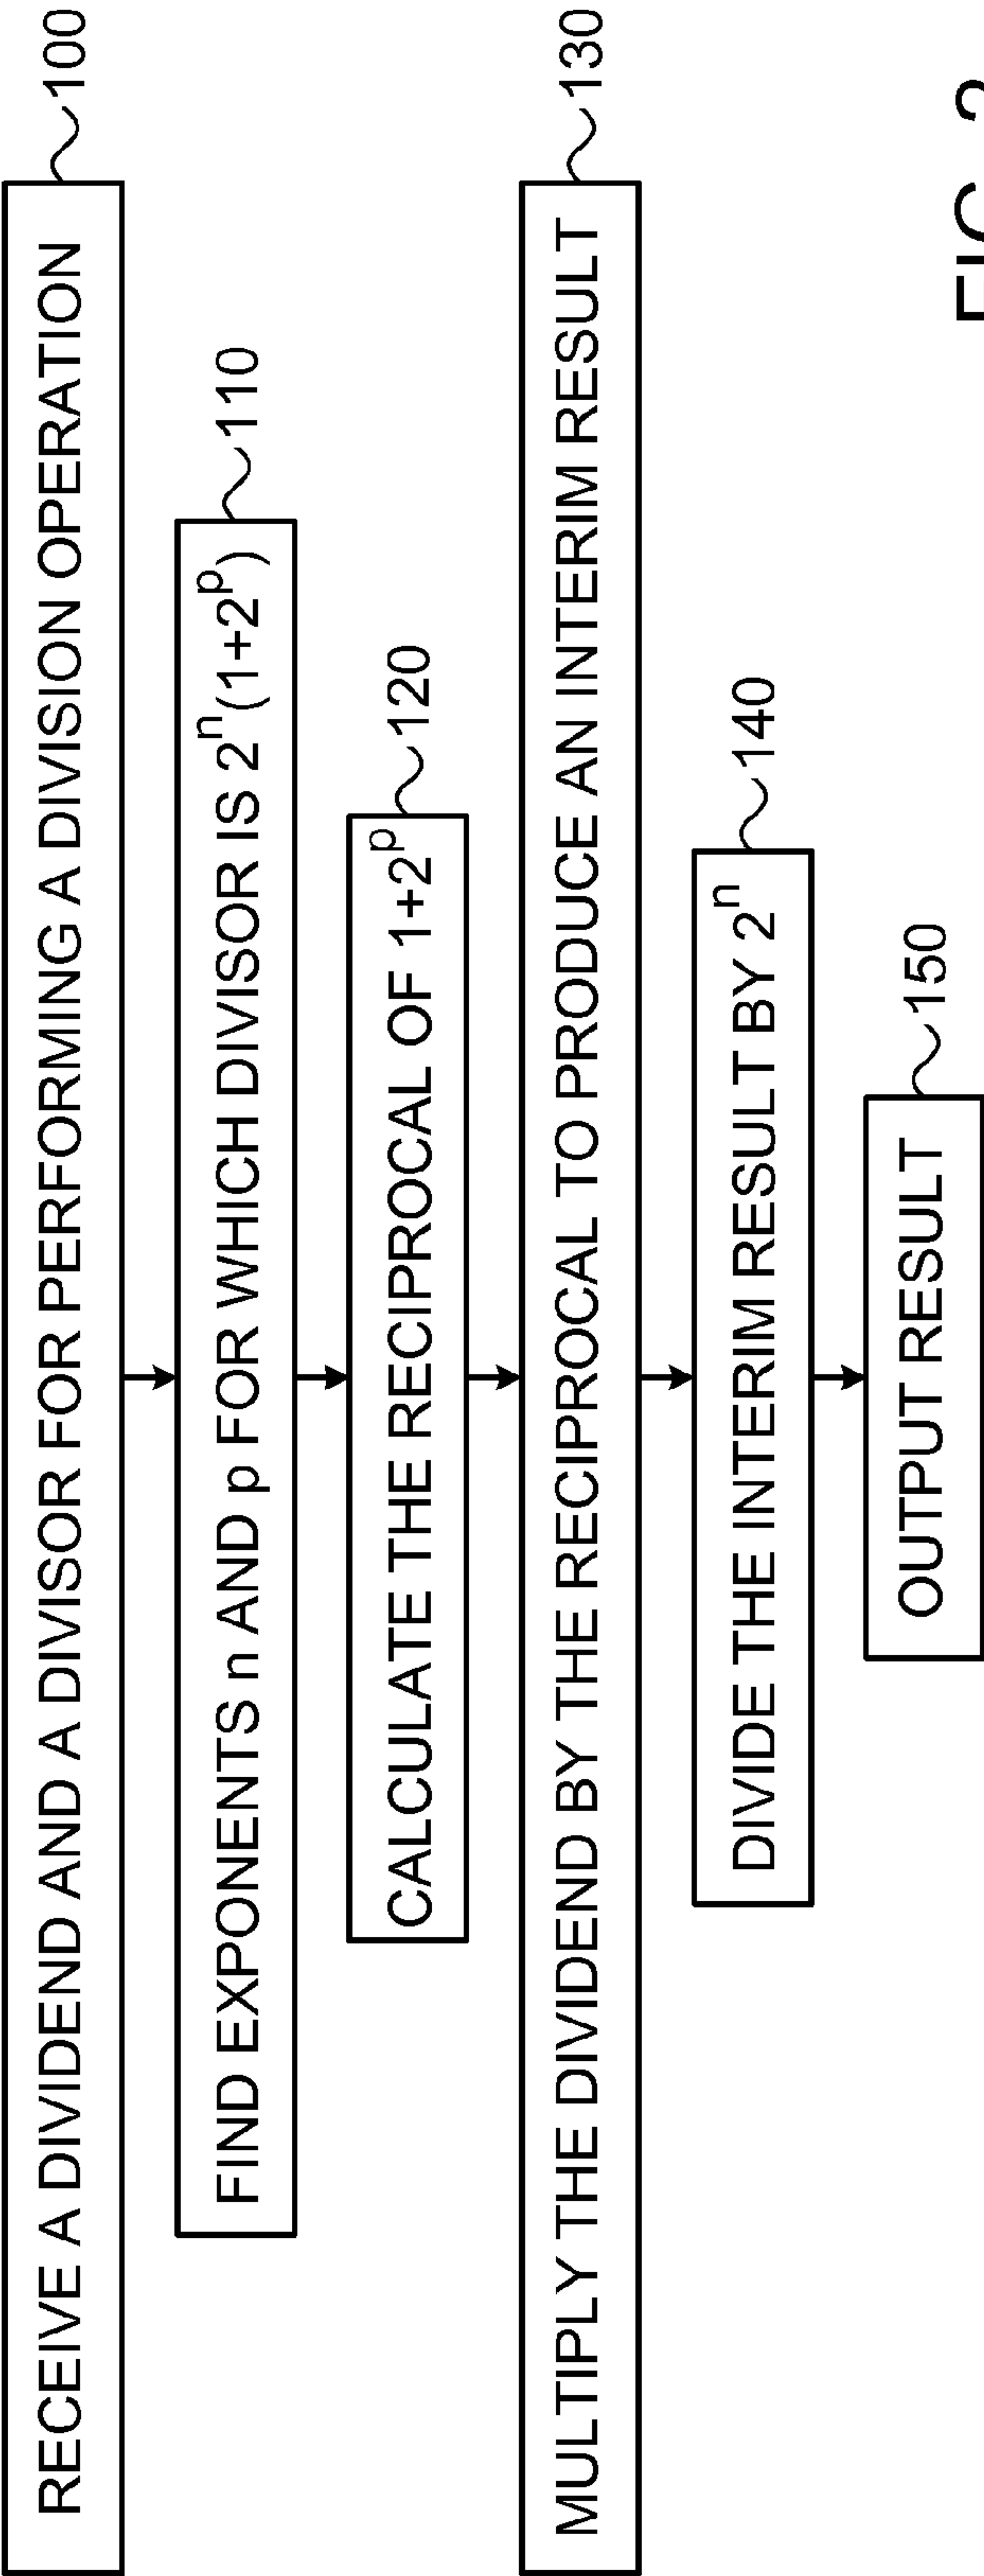 RECEIVE A DIVIDEND AND A DIVISOR FOR PERFORMING A DIVISION OPERATION
100
FIND EXPONENTS n AND p FOR WHICH DIVISOR IS 2^n(1+2^p)
110
CALCULATE THE RECIPROCAL OF 1+2^p
120
MULTIPLY THE DIVIDEND BY THE RECIPROCAL TO PRODUCE AN INTERIM RESULT
130
DIVIDE THE INTERIM RESULT BY 2^n
140
OUTPUT RESULT
150
FIG.